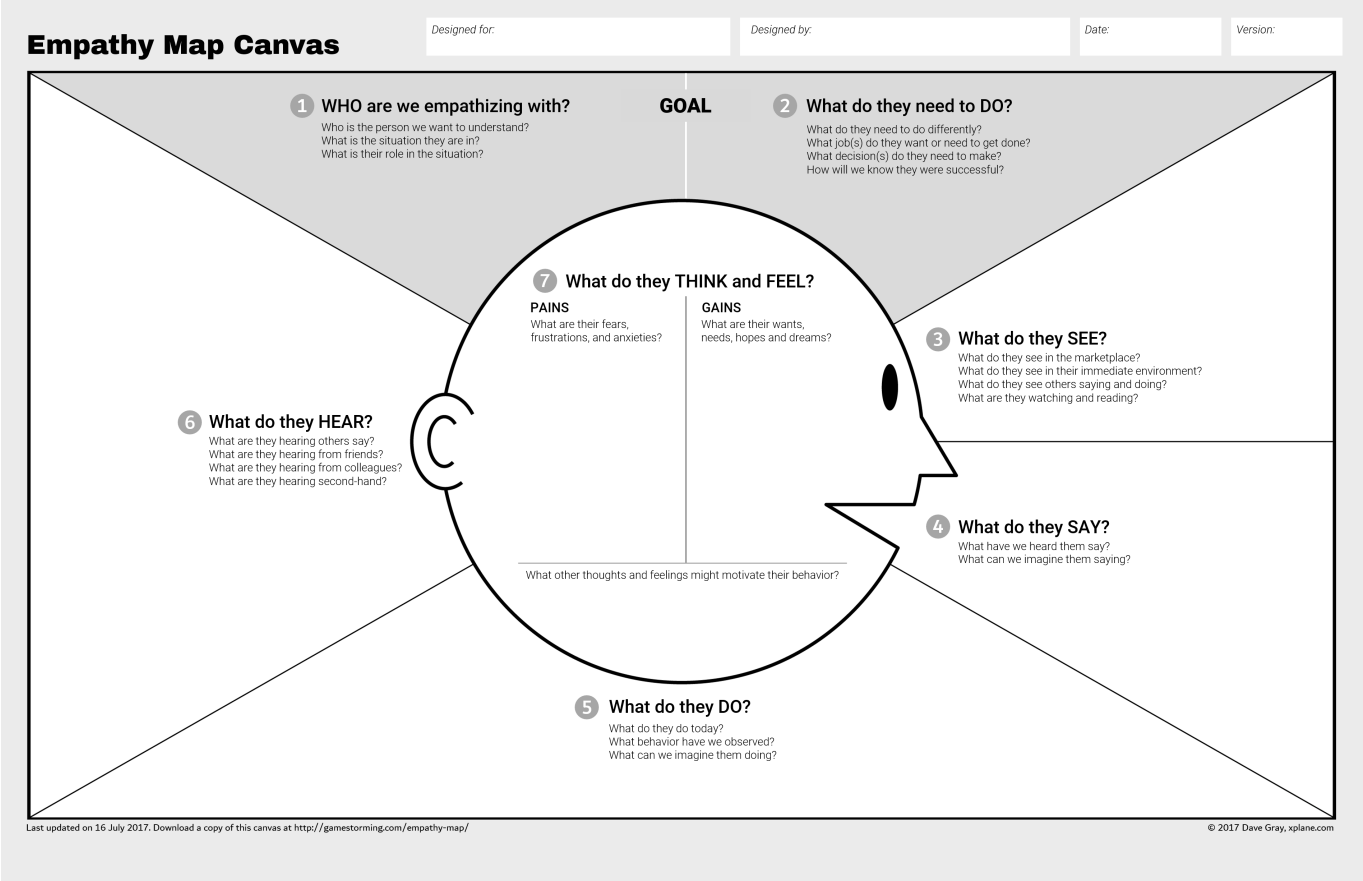 Empathy Map Canvas
Designed for:
Designed by:
Date:
Version:
1 WHO are we empathizing with?
Who is the person we want to understand?
What is the situation they are in?
What is their role in the situation?
GOAL
2 What do they need to DO?
What do they need to do differently?
What job(s) do they want or need to get done?
What decision(s) do they need to make?
How will we know they were successful?
3 What do they SEE?
What do they see in the marketplace?
What do they see in their immediate environment?
What do they see others saying and doing?
What are they watching and reading?
4 What do they SAY?
What have we heard them say?
What can we imagine them saying?
5 What do they DO?
What do they do today?
What behavior have we observed?
What can we imagine them doing?
6 What do they HEAR?
What are they hearing others say?
What are they hearing from friends?
What are they hearing from colleagues?
What are they hearing second-hand?
7 What do they THINK and FEEL?
PAINS
What are their fears,
frustrations, and anxieties?
GAINS
What are their wants,
needs, hopes and dreams?
What other thoughts and feelings might motivate their behavior?
Last updated on 16 July 2017. Download a copy of this canvas at http://gamestorming.com/empathy-map/
© 2017 Dave Gray, xplane.com